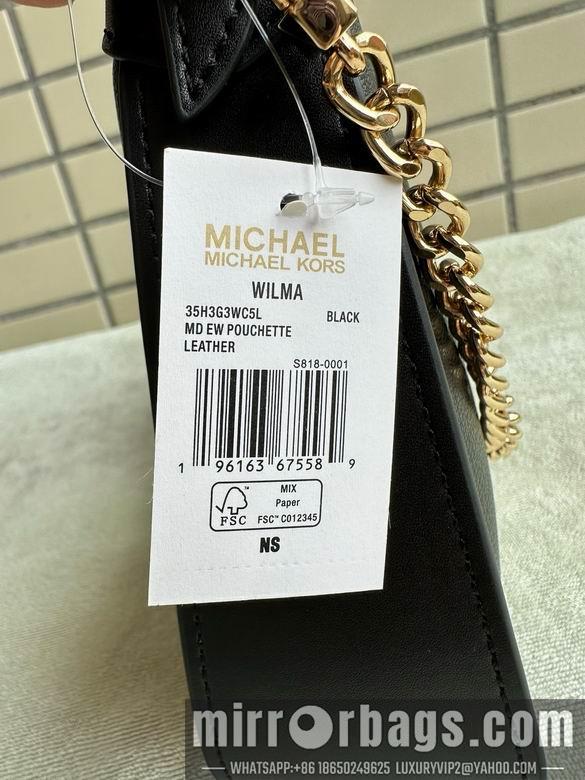 MICHAEL
MICHAEL KORS
WILMA
35H3G3WC5L BLACK
MD EW POUCHETTE
LEATHER
S818-0001
1 96163 67558 9
FSC™
MIX
Paper
FSC™ C012345
NS
mirrorbags.com
WHATSAPP:+86 18650249625 LUXURYVIP2@YAHOO.COM